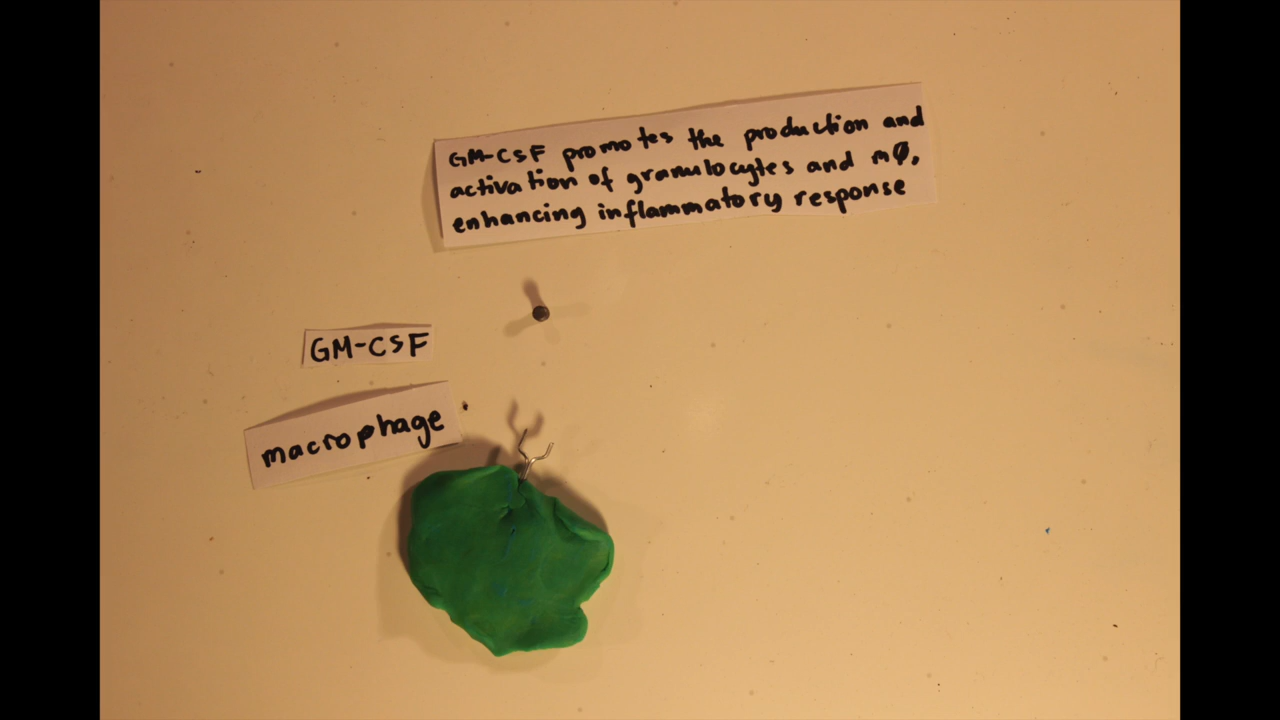 GM-CSF promotes the production and
activation of granulocytes and mØ,
enhancing inflammatory response
GM-CSF
macrophage